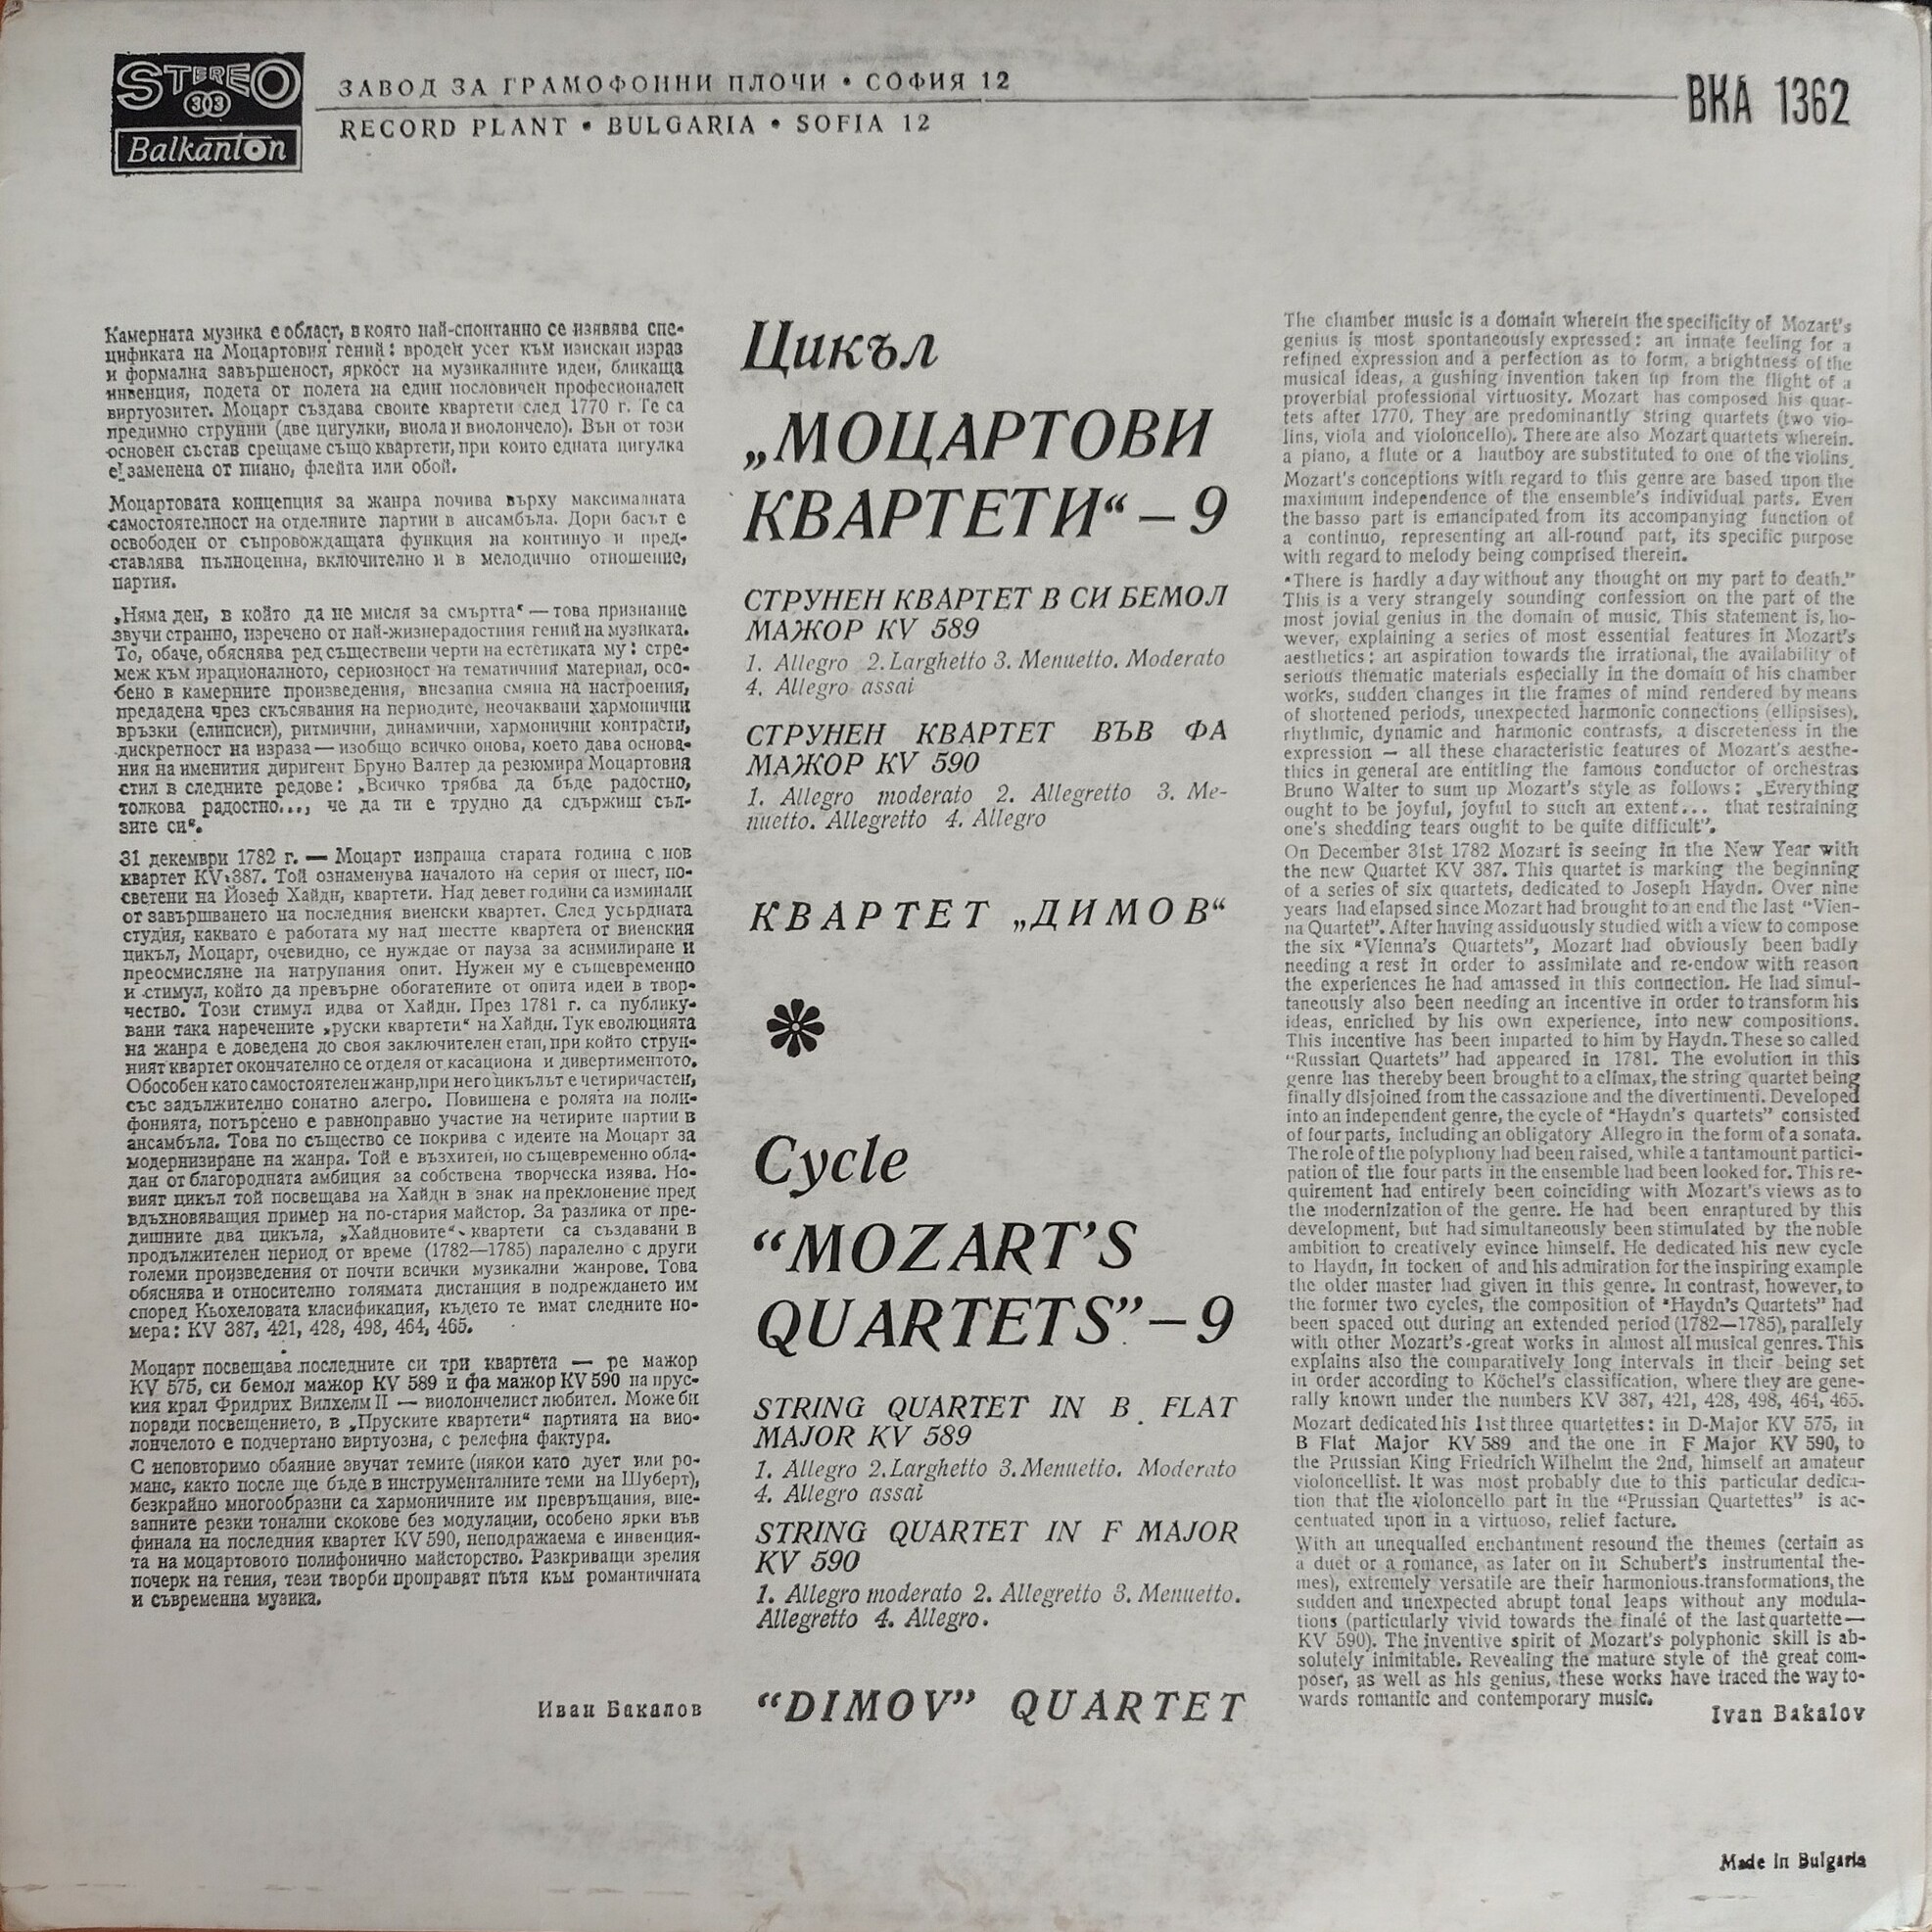 STEREO
33
Balkanton
ЗАВОД ЗА ГРАМОФОННИ ПЛОЧИ • СОФИЯ 12
RECORD PLANT • BULGARIA • SOFIA 12
ВКА 1362
Камерната музика е област, в която най-спонтанно се изявява спе-
цификата на Моцартовия гений: вроден усет към изискан израз
и формална завършеност, яркост на музикалните идеи, бликаща
инвенция, подета от полета на един пословичен професионален
виртуозитет. Моцарт създава своите квартети след 1770 г. Те са
предимно струнни (две цигулки, виола и виолончело). Вън от този
основен състав срещаме също квартети, при които едната цигулка
е заменена от пиано, флейта или обой.
Моцартовата концепция за жанра почива върху максималната
самостоятелност на отделните партии в ансамбъла. Дори басът е
освободен от съпровождащата функция на континуо и пред-
ставлява пълноценна, включително и в мелодично отношение,
партия.
„Няма ден, в който да не мисля за смъртта“ — това признание
звучи странно, изречено от най-жизнерадостния гений на музиката.
То, обаче, обяснява ред съществени черти на естетиката му: стре-
меж към ирационалното, сериозност на тематичния материал, осо-
бено в камерните произведения, внезапна смяна на настроения,
предадена чрез скъсявания на периодите, неочаквани хармонични
връзки (елипсиси), ритмични, динамични, хармонични контрасти,
дискретност на израза — изобщо всичко онова, което дава основа-
ния на именития диригент Бруно Валтер да резюмира Моцартовия
стил в следните редове: „Всичко трябва да бъде радостно,
толкова радостно..., че да ти е трудно да сдържиш съл-
зите си“.
31 декември 1782 г. — Моцарт изпраща старата година с нов
квартет KV 387. Той ознаменува началото на серия от шест, по-
светени на Йозеф Хайдн, квартети. Над девет години са изминали
от завършването на последния виенски квартет. След усърдната
студия, каквато е работата му над шестте квартета от виенския
цикъл, Моцарт, очевидно, се нуждае от пауза за асимилиране и
преосмисляне на натрупания опит. Нужен му е същевременно
и стимул, който да превърне обогатените от опита идеи в твор-
чество. Този стимул идва от Хайдн. През 1781 г. са публику-
вани така наречените „руски квартети“ на Хайдн. Тук еволюцията
на жанра е доведена до своя заключителен етап, при който струн-
ният квартет окончателно се отделя от касациона и дивертиментото.
Обособен като самостоятелен жанр, при него цикълът е четиричастен,
със задължително сонатно алегро. Повишена е ролята на поли-
фонията, потърсено е равноправно участие на четирите партии в
ансамбъла. Това по същество се покрива с идеите на Моцарт за
модернизиране на жанра. Той е възхитен, но същевременно обла-
дан от благородната амбиция за собствена творческа изява. Но-
вият цикъл той посвещава на Хайдн в знак на преклонение пред
вдъхновяващия пример на по-стария майстор. За разлика от пре-
дишните два цикъла, „Хайдновите“ квартети са създавани в
продължителен период от време (1782—1785) паралелно с други
големи произведения от почти всички музикални жанрове. Това
обяснява и относително голямата дистанция в подреждането им
според Кьохеловата класификация, където те имат следните но-
мера: KV 387, 421, 428, 498, 464, 465.
Моцарт посвещава последните си три квартета — ре мажор
KV 575, си бемол мажор KV 589 и фа мажор KV 590 на прус-
кия крал Фридрих Вилхелм II — виолончелист любител. Може би
поради посвещението, в „Пруските квартети“ партията на вио-
лончелото е подчертано виртуозна, с релефна фактура.
С неповторимо обаяние звучат темите (някои като дует или ро-
манс, както после ще бъде в инструменталните теми на Шуберт),
безкрайно многообразни са хармоничните им превръщания, вне-
запните резки тонални скокове без модулации, особено ярки във
финала на последния квартет KV 590, неподражаема е инвенция-
та на моцартовото полифонично майсторство. Разкриващи зрелия
почерк на гения, тези творби проправят пътя към романтичната
и съвременна музика.
Иван Бакалов
Цикъл
„МОЦАРТОВИ
КВАРТЕТИ“ – 9
СТРУНЕН КВАРТЕТ В СИ БЕМОЛ
МАЖОР KV 589
1. Allegro 2. Larghetto 3. Menuetto. Moderato
4. Allegro assai
СТРУНЕН КВАРТЕТ ВЪВ ФА
МАЖОР KV 590
1. Allegro moderato 2. Allegretto 3. Me-
nuetto. Allegretto 4. Allegro
КВАРТЕТ „ДИМОВ“
Cycle
“MOZART’S
QUARTETS” – 9
STRING QUARTET IN B FLAT
MAJOR KV 589
1. Allegro 2. Larghetto 3. Menuetto. Moderato
4. Allegro assai
STRING QUARTET IN F MAJOR
KV 590
1. Allegro moderato 2. Allegretto 3. Menuetto.
Allegretto 4. Allegro.
“DIMOV” QUARTET
The chamber music is a domain wherein the specificity of Mozart's
genius is most spontaneously expressed: an innate feeling for a
refined expression and a perfection as to form, a brightness of the
musical ideas, a gushing invention taken up from the flight of a
proverbial professional virtuosity. Mozart has composed his quar-
tets after 1770. They are predominantly string quartets (two vio-
lins, viola and violoncello). There are also Mozart quartets wherein.
a piano, a flute or a hautboy are substituted to one of the violins.
Mozart's conceptions with regard to this genre are based upon the
maximum independence of the ensemble's individual parts. Even
the basso part is emancipated from its accompanying function of
a continuo, representing an all-round part, its specific purpose
with regard to melody being comprised therein.
“There is hardly a day without any thought on my part to death.”
This is a very strangely sounding confession on the part of the
most jovial genius in the domain of music. This statement is, ho-
wever, explaining a series of most essential features in Mozart's
aesthetics: an aspiration towards the irrational, the availability of
serious thematic materials especially in the domain of his chamber
works, sudden changes in the frames of mind rendered by means
of shortened periods, unexpected harmonic connections (ellipsises),
rhythmic, dynamic and harmonic contrasts, a discreteness in the
expression — all these characteristic features of Mozart's aesthe-
thics in general are entitling the famous conductor of orchestras
Bruno Walter to sum up Mozart's style as follows: „Everything
ought to be joyful, joyful to such an extent... that restraining
one's shedding tears ought to be quite difficult”.
On December 31st 1782 Mozart is seeing in the New Year with
the new Quartet KV 387. This quartet is marking the beginning
of a series of six quartets, dedicated to Joseph Haydn. Over nine
years had elapsed since Mozart had brought to an end the last “Vien-
na Quartet”. After having assiduously studied with a view to compose
the six “Vienna's Quartets”, Mozart had obviously been badly
needing a rest in order to assimilate and re-endow with reason
the experiences he had amassed in this connection. He had simul-
taneously also been needing an incentive in order to transform his
ideas, enriched by his own experience, into new compositions.
This incentive has been imparted to him by Haydn. These so called
“Russian Quartets” had appeared in 1781. The evolution in this
genre has thereby been brought to a climax, the string quartet being
finally disjoined from the cassazione and the divertimenti. Developed
into an independent genre, the cycle of “Haydn's quartets” consisted
of four parts, including an obligatory Allegro in the form of a sonata.
The role of the polyphony had been raised, while a tantamount partici-
pation of the four parts in the ensemble had been looked for. This re-
quirement had entirely been coinciding with Mozart's views as to
the modernization of the genre. He had been enraptured by this
development, but had simultaneously been stimulated by the noble
ambition to creatively evince himself. He dedicated his new cycle
to Haydn, in tocken of and his admiration for the inspiring example
the older master had given in this genre. In contrast, however, to
the former two cycles, the composition of “Haydn's Quartets” had
been spaced out during an extended period (1782—1785), parallely
with other Mozart's great works in almost all musical genres. This
explains also the comparatively long intervals in their being set
in order according to Köchel's classification, where they are gene-
rally known under the numbers KV 387, 421, 428, 498, 464, 465.
Mozart dedicated his last three quartettes: in D-Major KV 575, in
B Flat Major KV 589 and the one in F Major KV 590, to
the Prussian King Friedrich Wilhelm the 2nd, himself an amateur
violoncellist. It was most probably due to this particular dedica-
tion that the violoncello part in the “Prussian Quartettes” is ac-
centuated upon in a virtuoso, relief facture.
With an unequalled enchantment resound the themes (certain as
a duet or a romance, as later on in Schubert's instrumental the-
mes), extremely versatile are their harmonious transformations, the
sudden and unexpected abrupt tonal leaps without any modula-
tions (particularly vivid towards the finalé of the last quartette—
KV 590). The inventive spirit of Mozart's polyphonic skill is ab-
solutely inimitable. Revealing the mature style of the great com-
poser, as well as his genius, these works have traced the way to-
wards romantic and contemporary music.
Ivan Bakalov
Made in Bulgaria